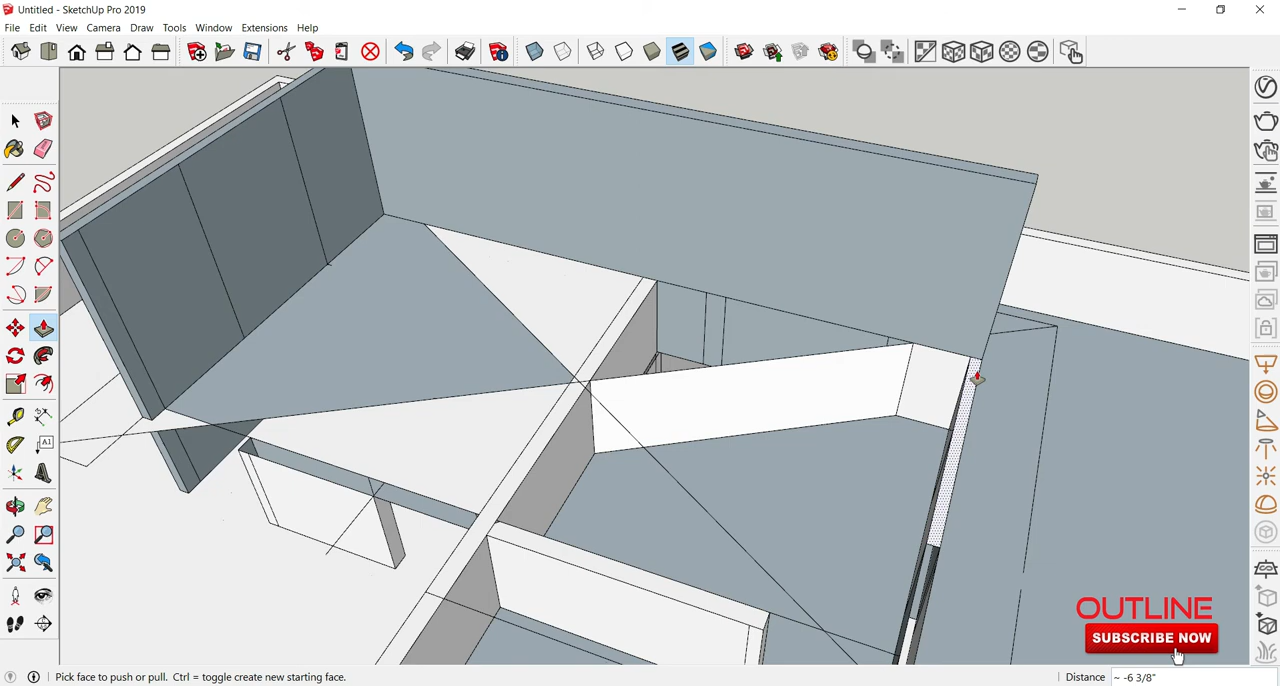 Untitled - SketchUp Pro 2019
File Edit View Camera Draw Tools Window Extensions Help
A1
OUTLINE
SUBSCRIBE NOW
Pick face to push or pull. Ctrl = toggle create new starting face.
Distance ~ -6 3/8"